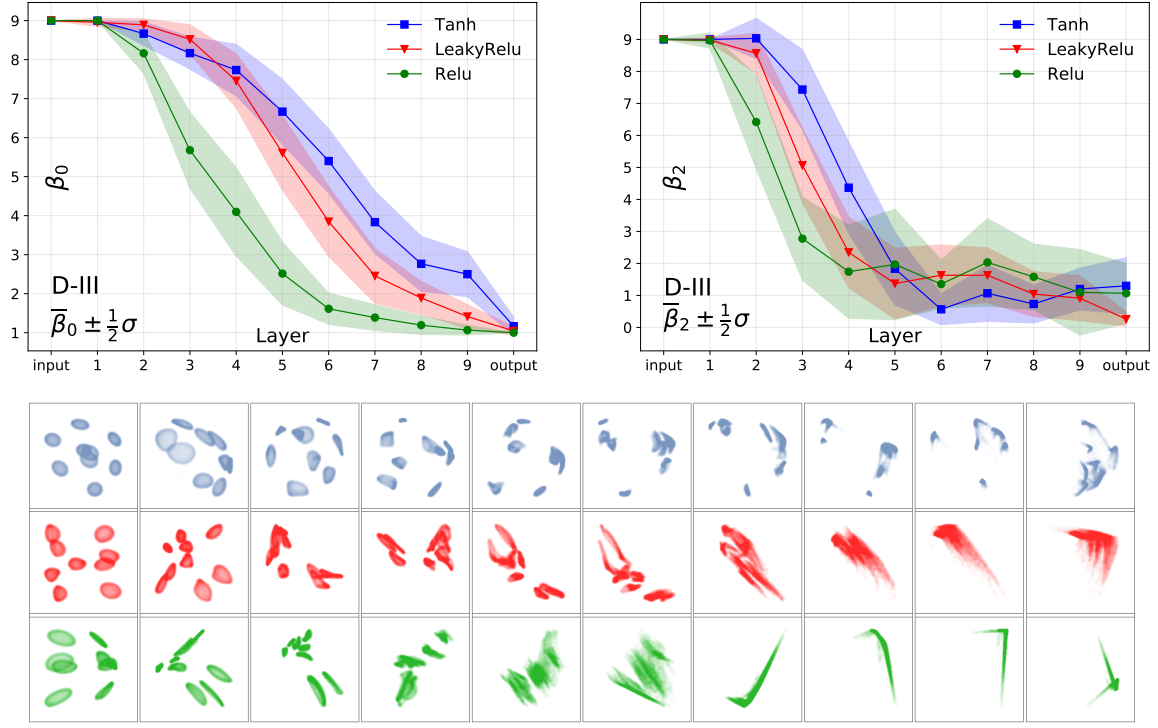 9
8
7
6
5
4
3
2
1
β₀
Tanh
LeakyRelu
Relu
D-III
β̅₀ ± ½σ
Layer
input 1 2 3 4 5 6 7 8 9 output
9
8
7
6
5
4
3
2
1
0
β₂
Tanh
LeakyRelu
Relu
D-III
β̅₂ ± ½σ
Layer
input 1 2 3 4 5 6 7 8 9 output